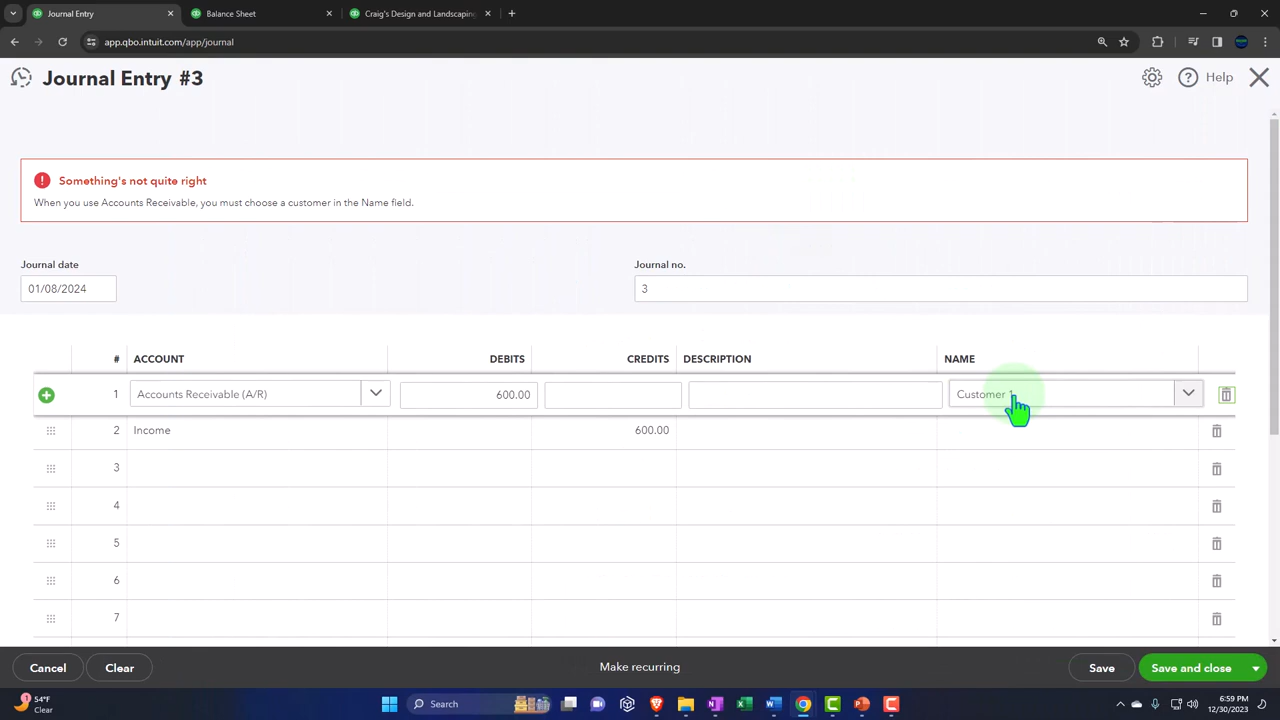 Journal Entry
Balance Sheet
Craig's Design and Landscaping
app.qbo.intuit.com/app/journal
Journal Entry #3
Help
Something's not quite right
When you use Accounts Receivable, you must choose a customer in the Name field.
Journal date
Journal no.
01/08/2024
3
# ACCOUNT DEBITS CREDITS DESCRIPTION NAME
1 Accounts Receivable (A/R) 600.00 Customer 1
2 Income 600.00
3
4
5
6
7
Cancel Clear Make recurring Save Save and close
1 54°F
Clear
Search
6:59 PM
12/30/2023